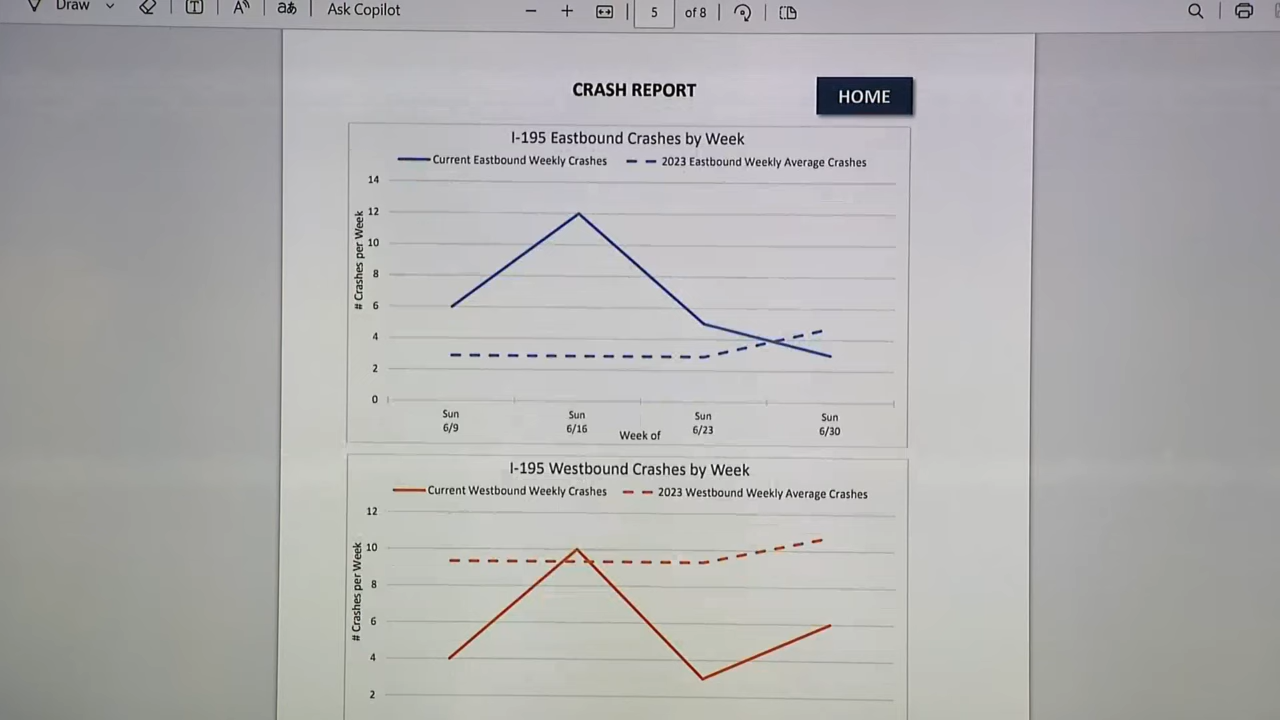 Draw
A
aあ
Ask Copilot
5
of 8
CRASH REPORT
HOME
I-195 Eastbound Crashes by Week
Current Eastbound Weekly Crashes
2023 Eastbound Weekly Average Crashes
# Crashes per Week
14
12
10
8
6
4
2
0
Sun
6/9
Sun
6/16
Sun
6/23
Sun
6/30
Week of
I-195 Westbound Crashes by Week
Current Westbound Weekly Crashes
2023 Westbound Weekly Average Crashes
# Crashes per Week
12
10
8
6
4
2